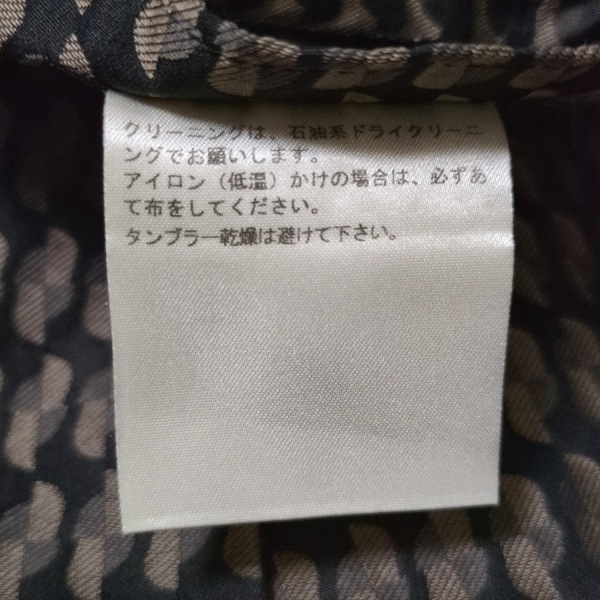 クリーニングは、石油系ドライクリーニ
ングでお願いします。
アイロン（低温）かけの場合は、必ずあ
て布をしてください。
タンブラー乾燥は避けて下さい。